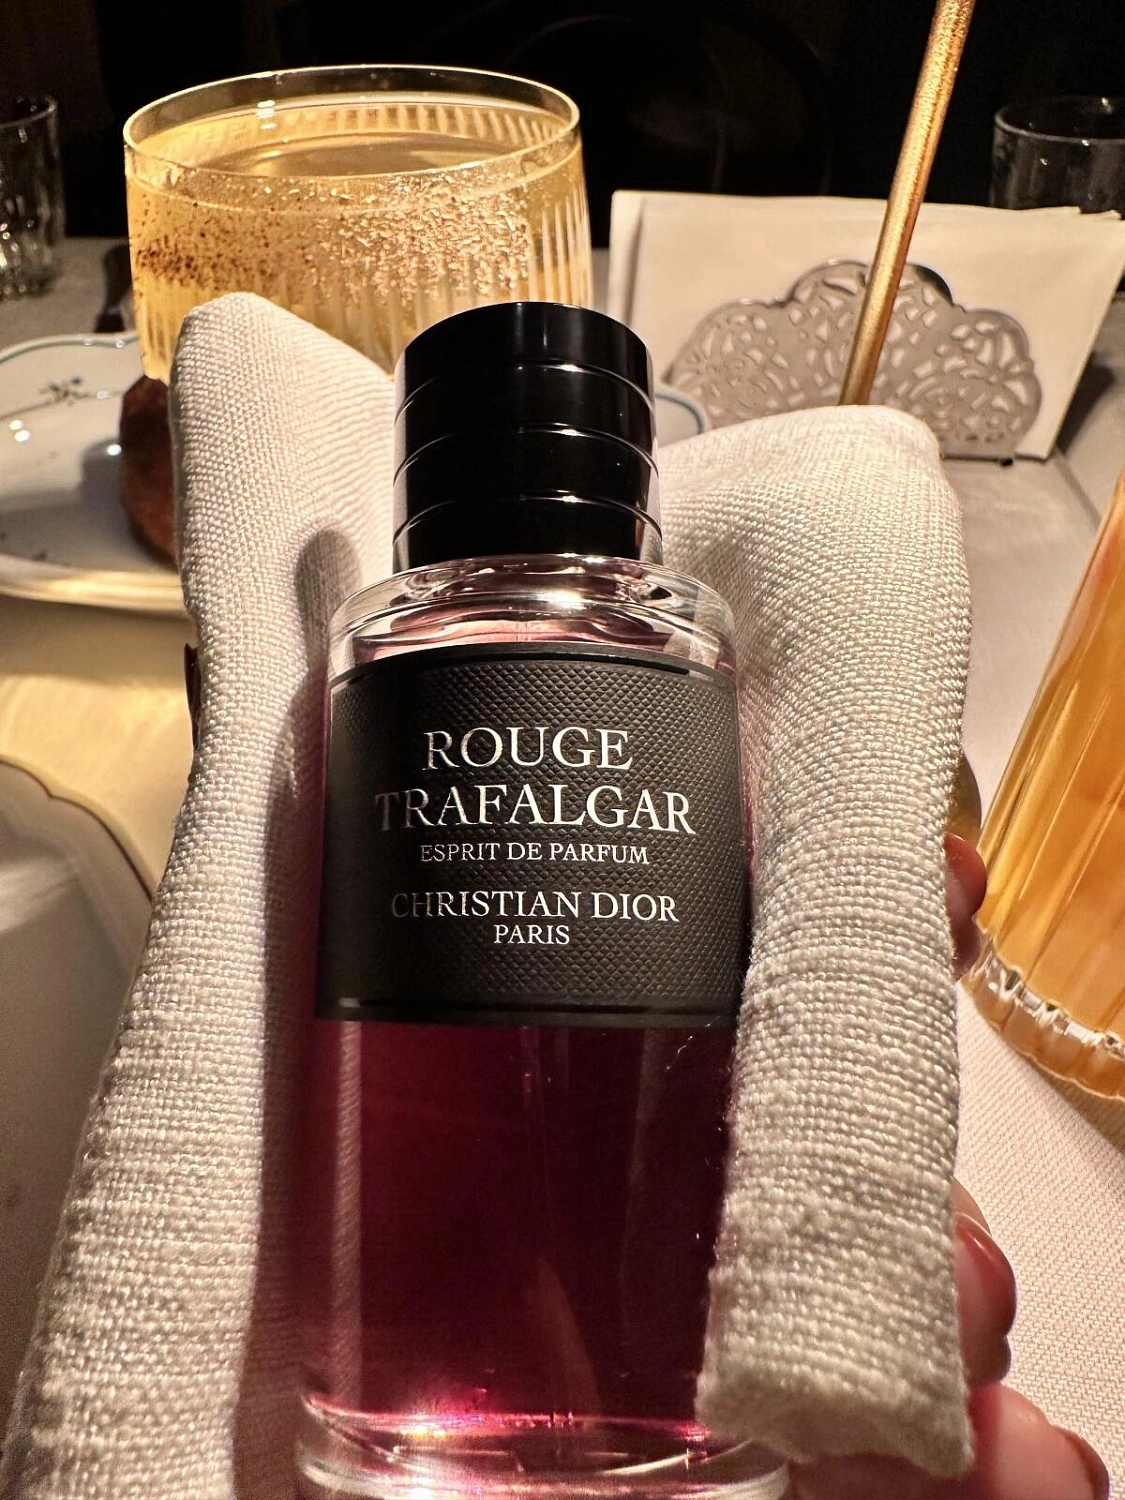 ROUGE
TRAFALGAR
ESPRIT DE PARFUM
CHRISTIAN DIOR
PARIS